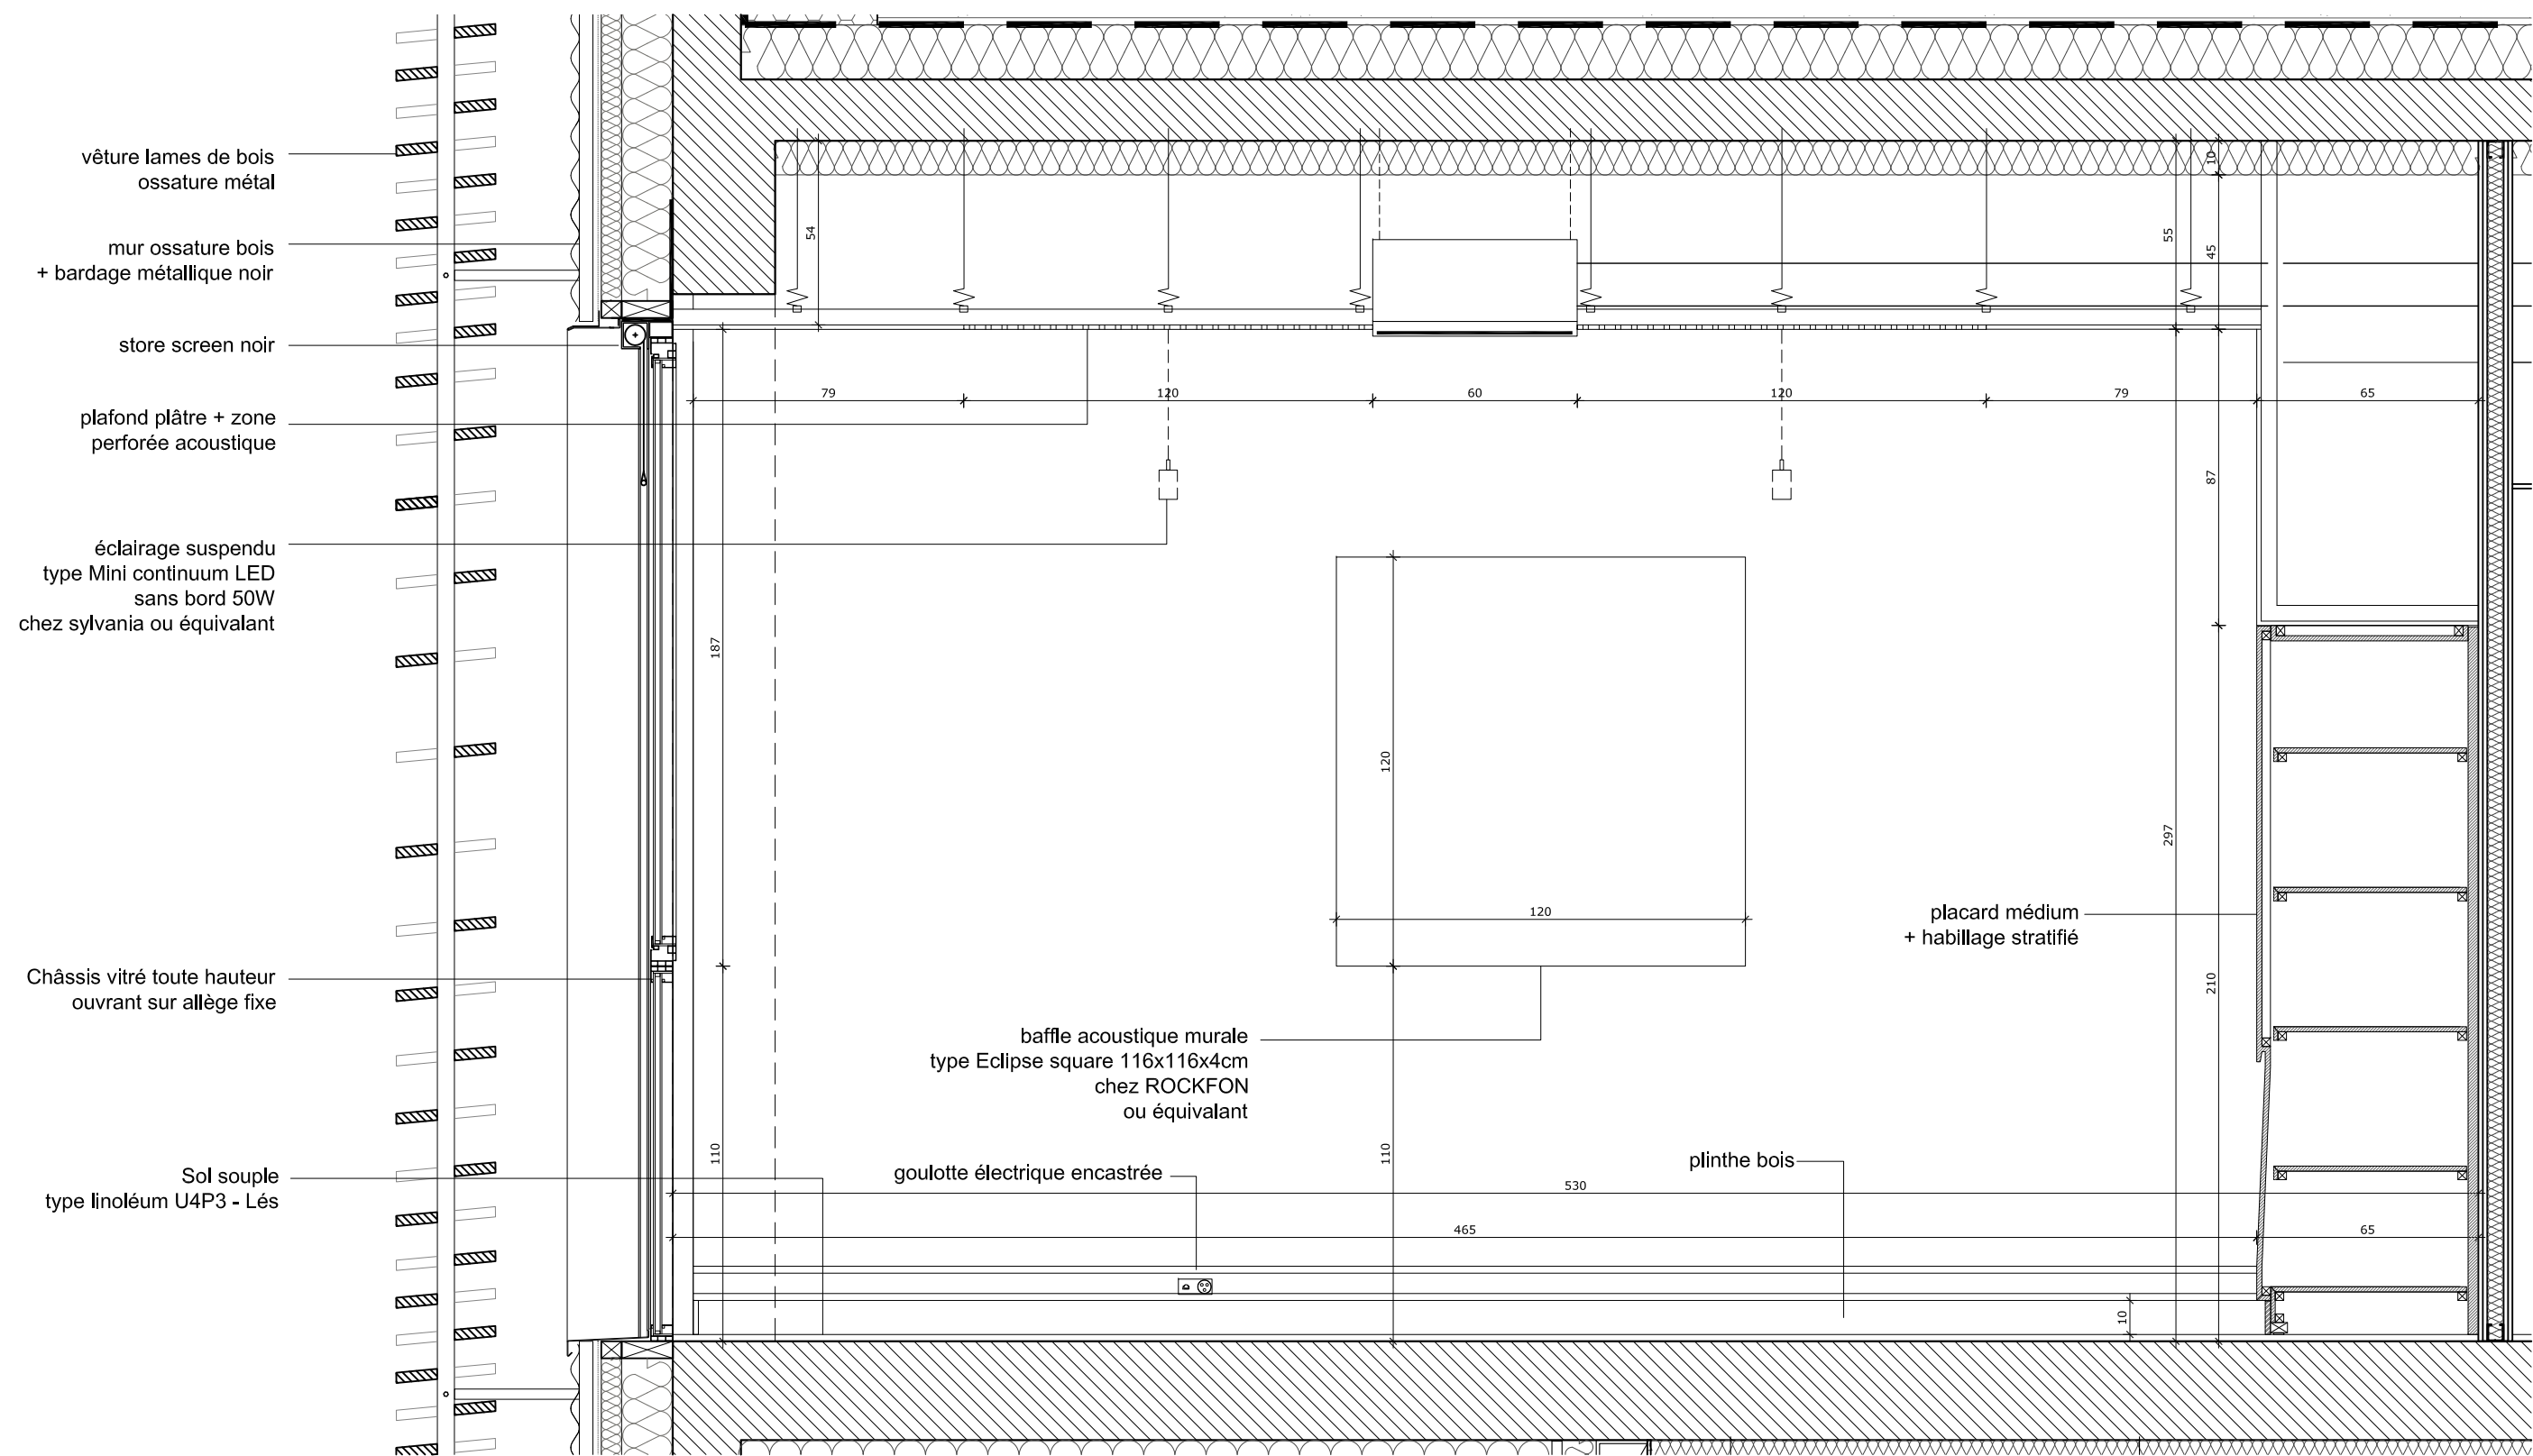 vêture lames de bois
ossature métal
mur ossature bois
+ bardage métallique noir
store screen noir
plafond plâtre + zone
perforée acoustique
éclairage suspendu
type Mini continuum LED
sans bord 50W
chez sylvania ou équivalant
Châssis vitré toute hauteur
ouvrant sur allège fixe
Sol souple
type linoléum U4P3 - Lés
54
55
10
45
79
120
60
120
79
65
87
187
120
120
297
210
placard médium
+ habillage stratifié
baffle acoustique murale
type Eclipse square 116x116x4cm
chez ROCKFON
ou équivalant
110
110
goulotte électrique encastrée
plinthe bois
530
465
65
10